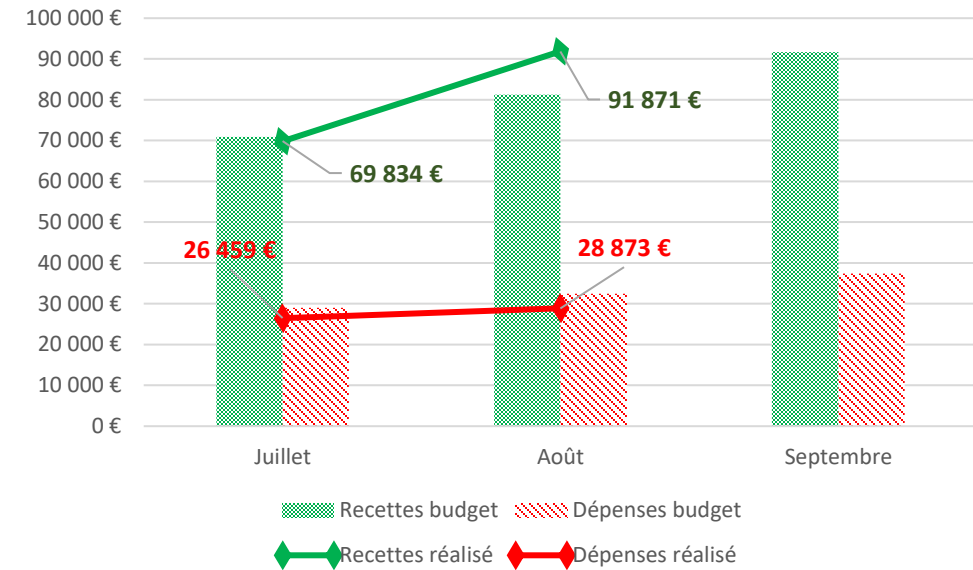 100 000 €
90 000 €
80 000 €
70 000 €
60 000 €
50 000 €
40 000 €
30 000 €
20 000 €
10 000 €
0 €
91 871 €
69 834 €
26 459 €
28 873 €
Juillet Août Septembre
Recettes budget Dépenses budget
Recettes réalisé Dépenses réalisé